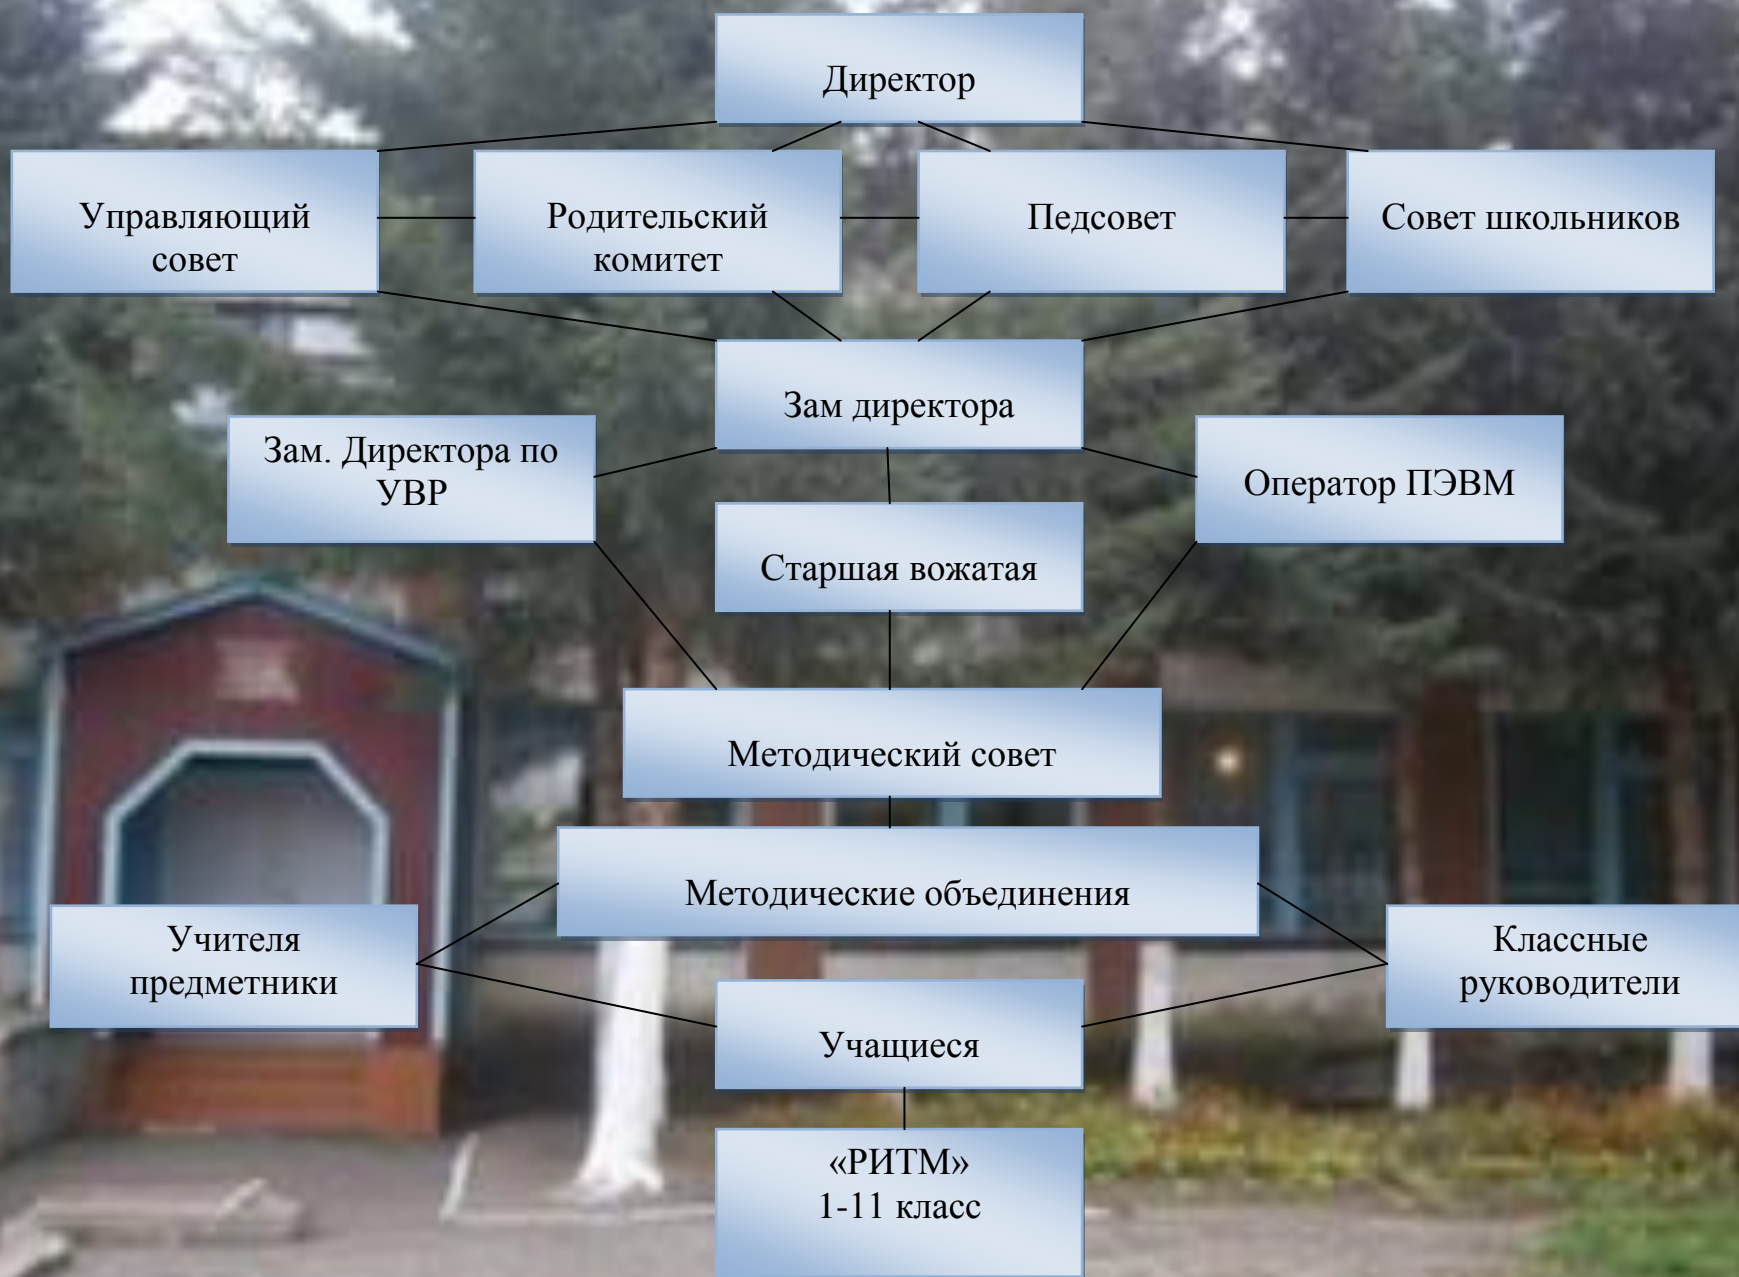 Директор
Управляющий
совет
Родительский
комитет
Педсовет
Совет школьников
Зам директора
Зам. Директора по
УВР
Оператор ПЭВМ
Старшая вожатая
Методический совет
Методические объединения
Учителя
предметники
Классные
руководители
Учащиеся
«РИТМ»
1-11 класс